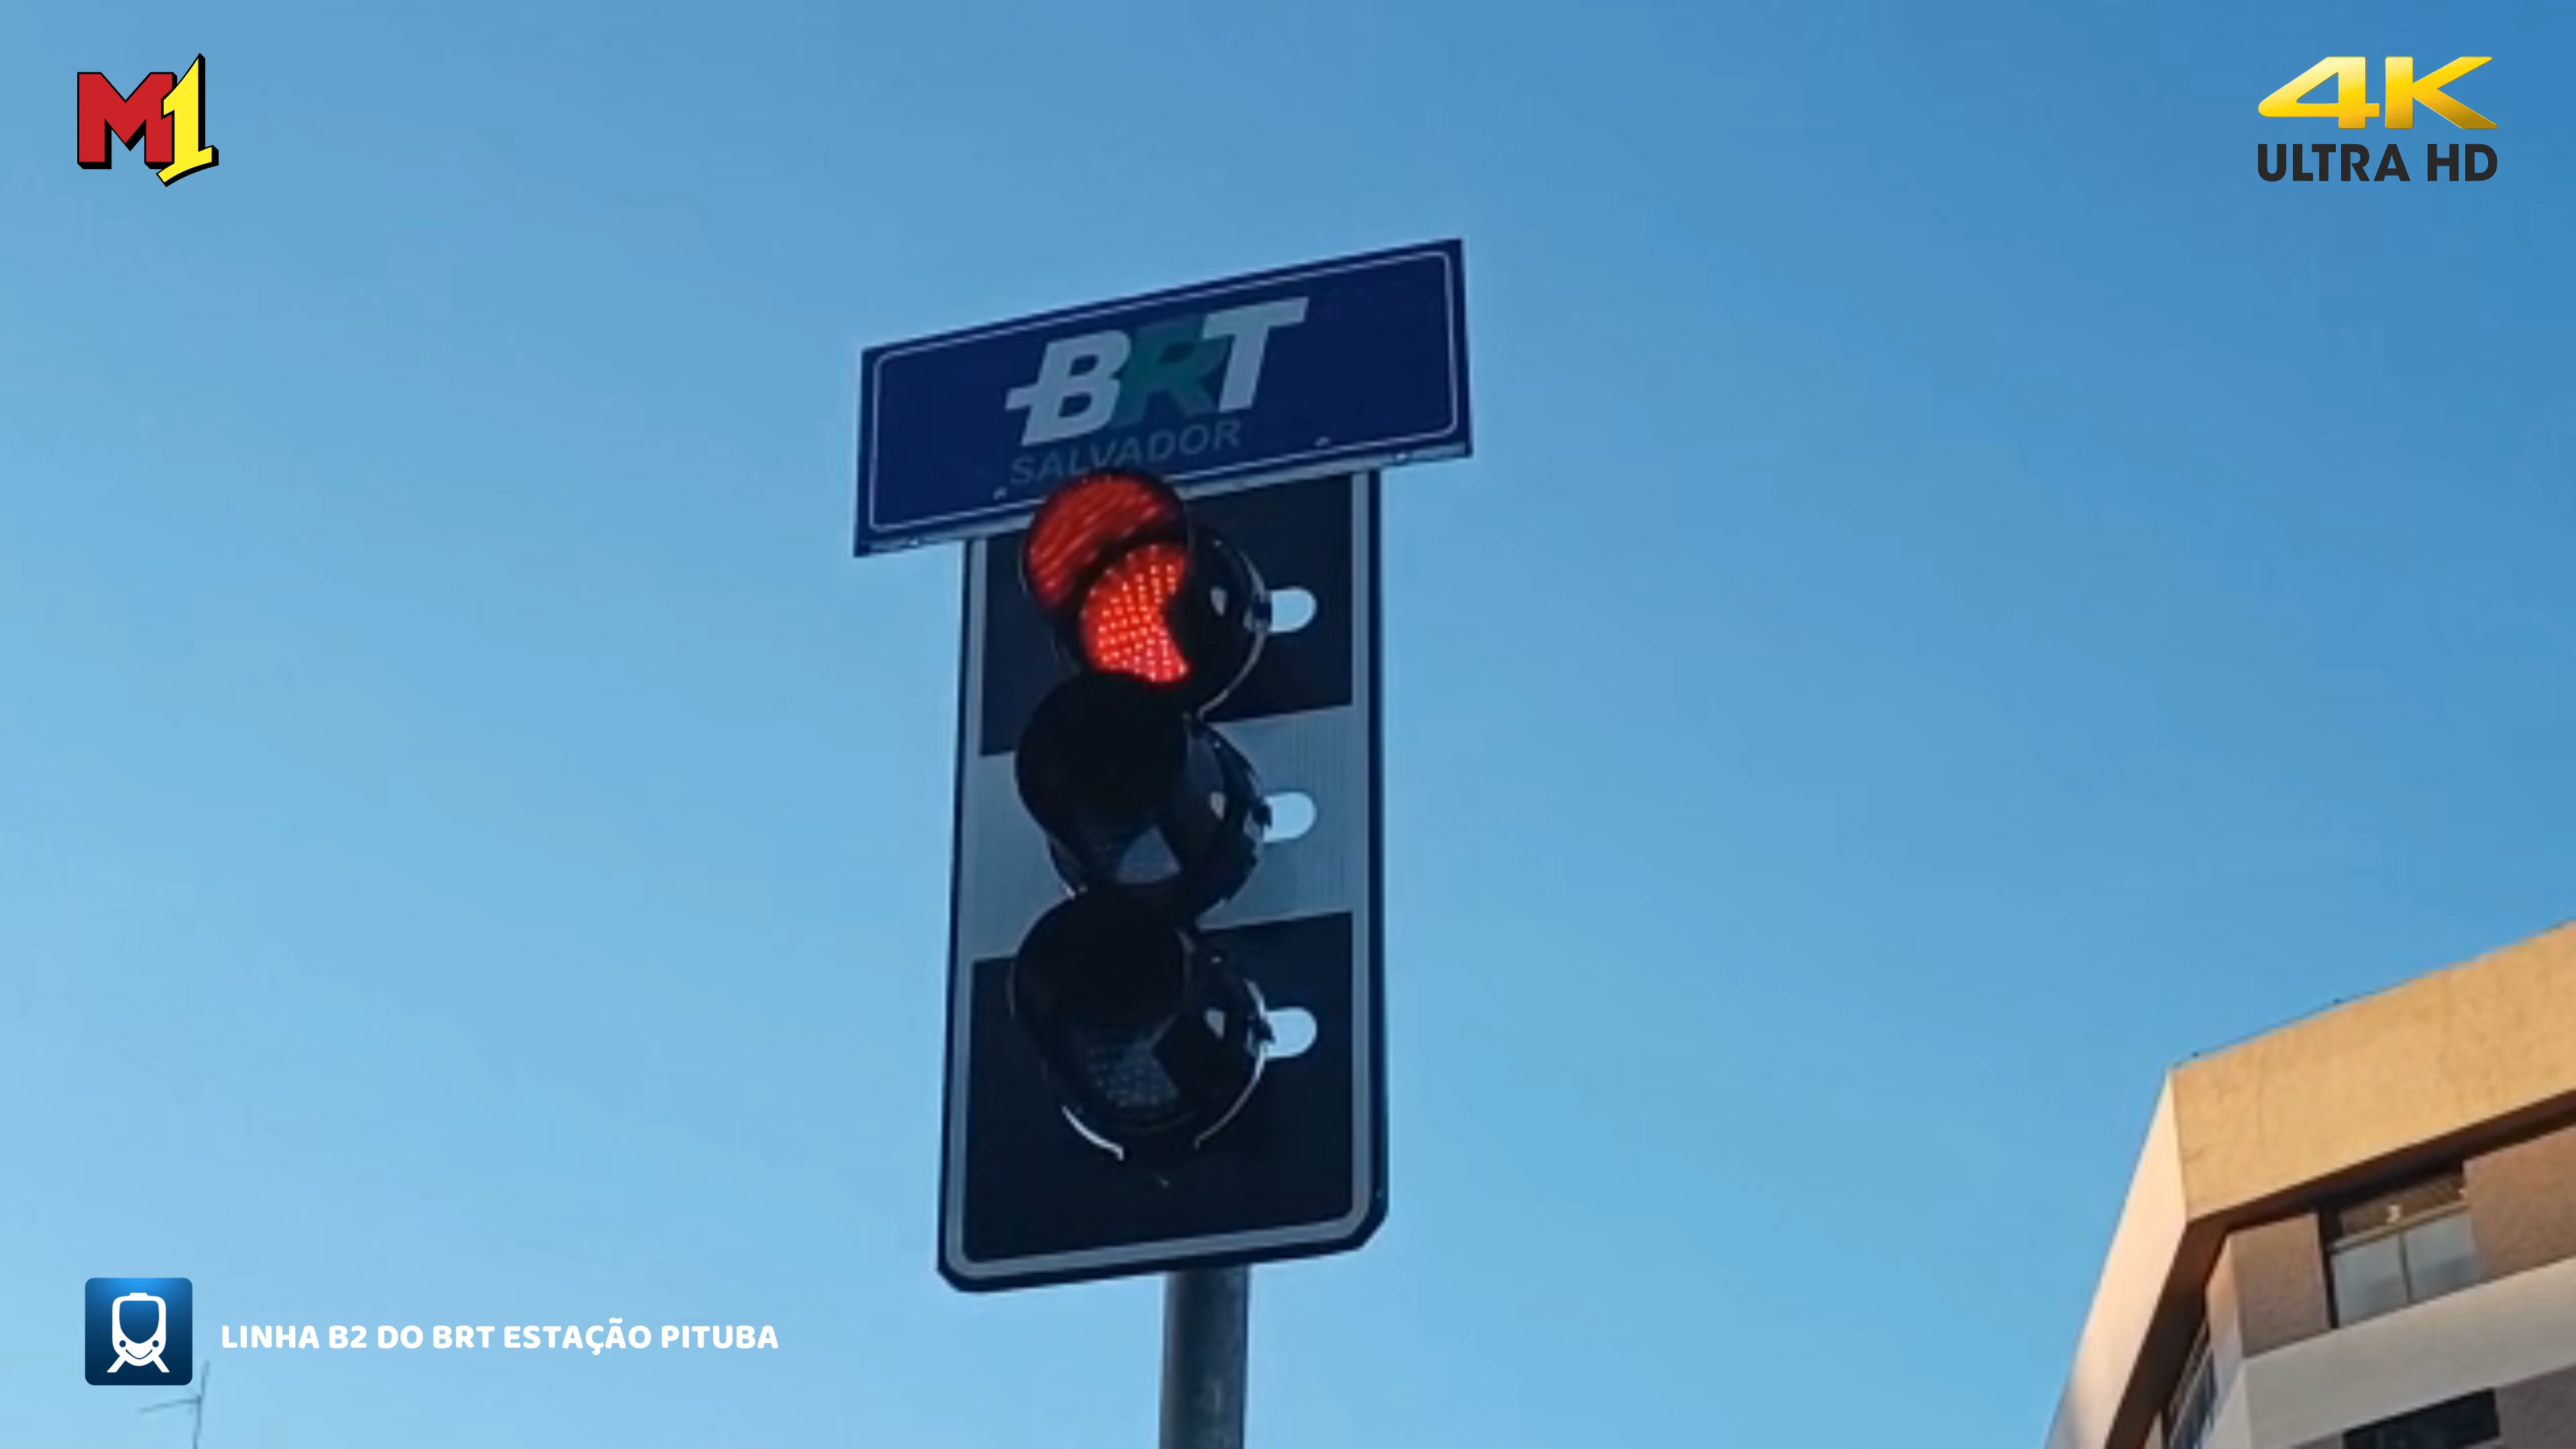 M1
4K
ULTRA HD
BRT
SALVADOR
LINHA B2 DO BRT ESTAÇÃO PITUBA